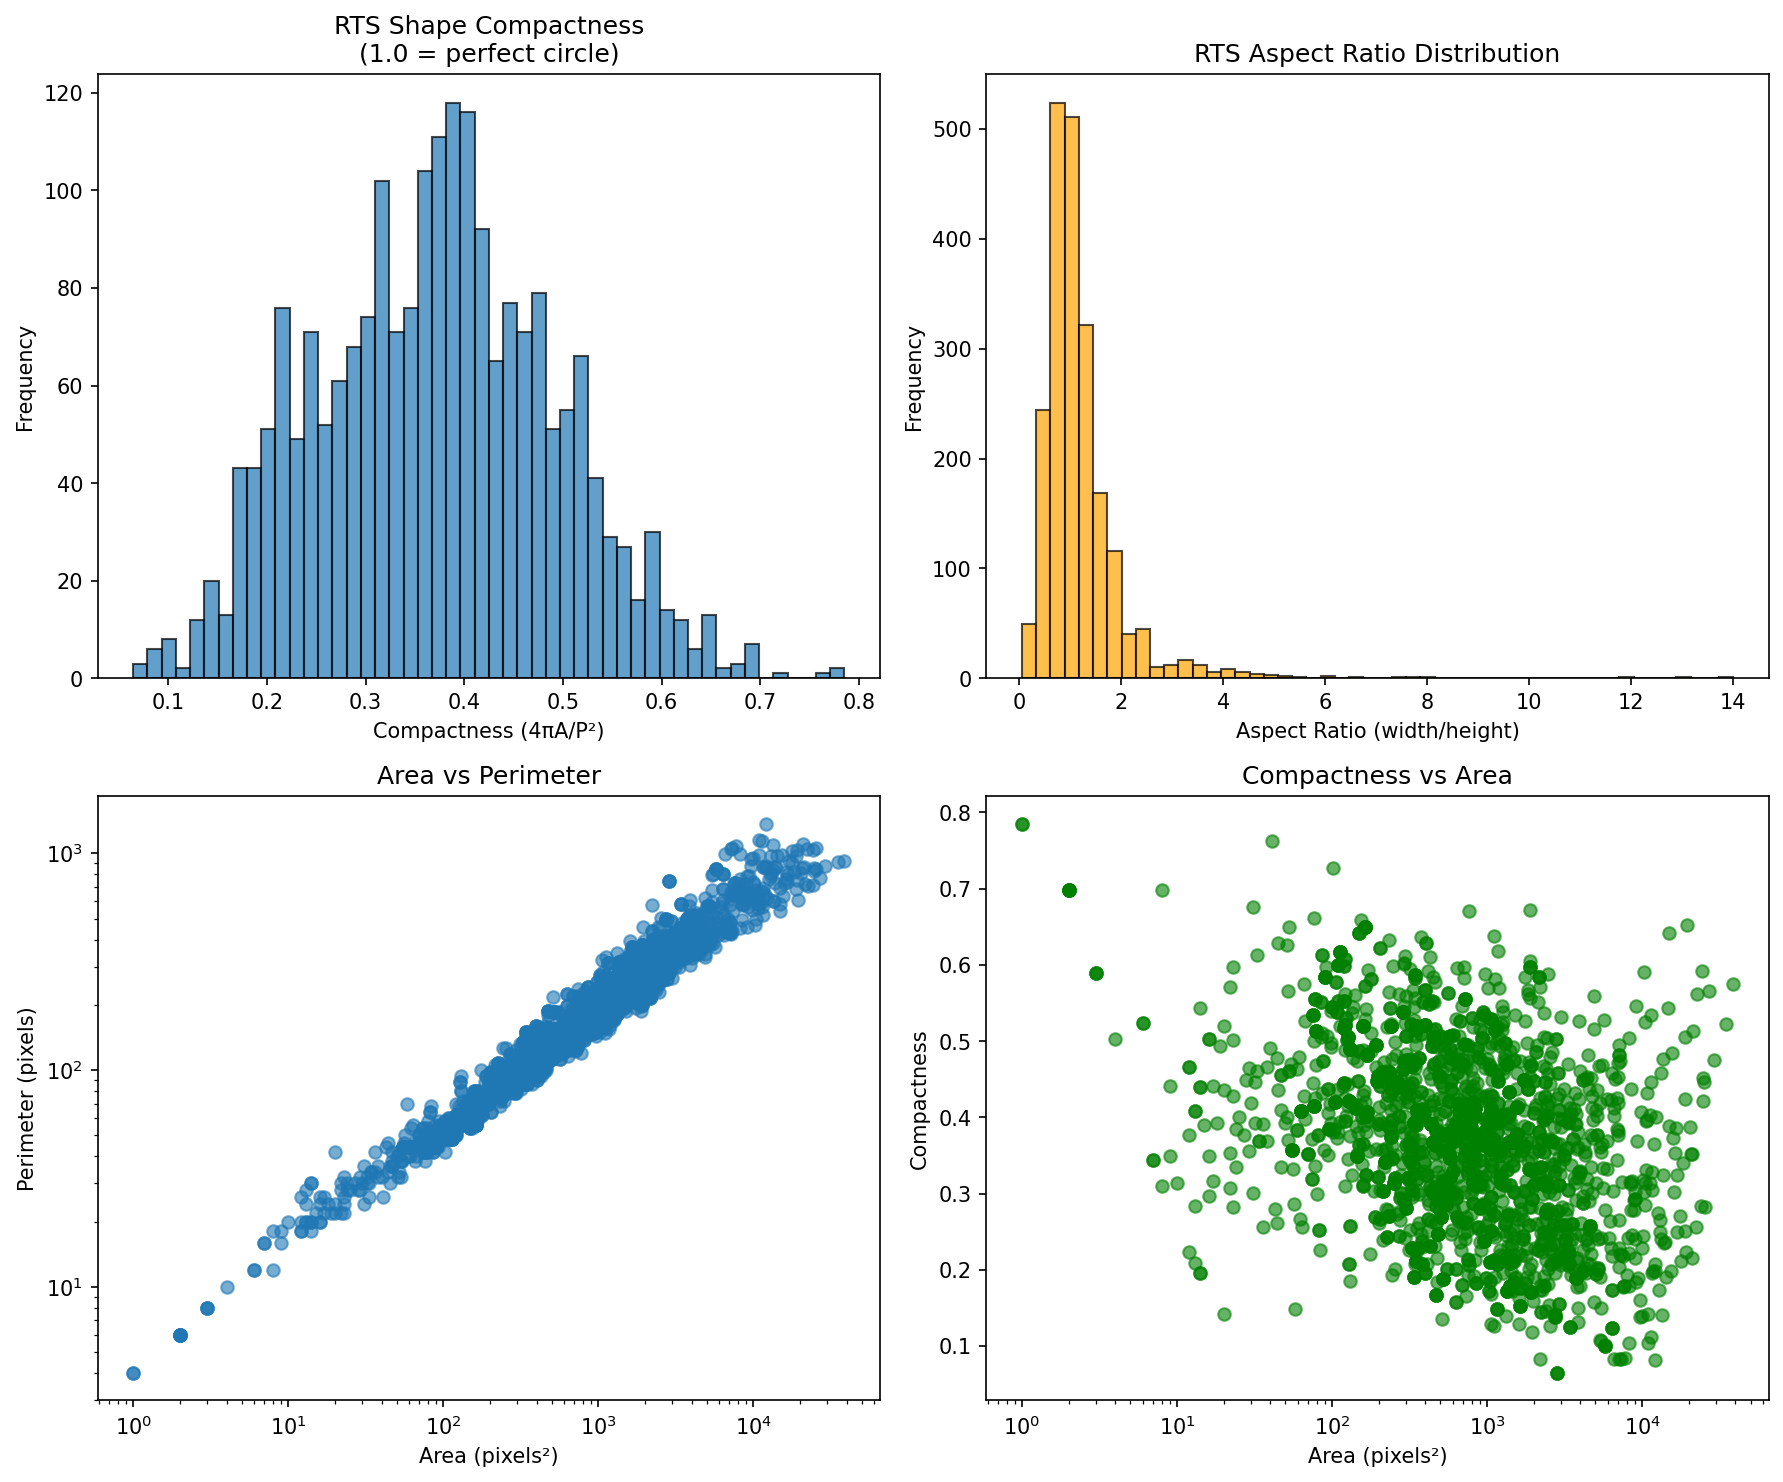 RTS Shape Compactness
(1.0 = perfect circle)
120
100
80
60
40
20
0
Frequency
0.1 0.2 0.3 0.4 0.5 0.6 0.7 0.8
Compactness (4πA/P²)
RTS Aspect Ratio Distribution
500
400
300
200
100
0
Frequency
0 2 4 6 8 10 12 14
Aspect Ratio (width/height)
Area vs Perimeter
10³
10²
10¹
Perimeter (pixels)
10⁰ 10¹ 10² 10³ 10⁴
Area (pixels²)
Compactness vs Area
0.8
0.7
0.6
0.5
0.4
0.3
0.2
0.1
Compactness
10⁰ 10¹ 10² 10³ 10⁴
Area (pixels²)